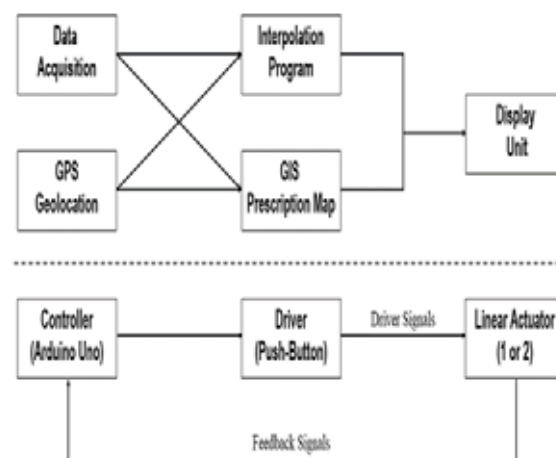 Data
Acquisition
Interpolation
Program
Display
Unit
GPS
Geolocation
GIS
Prescription Map
Controller
(Arduino Uno)
Driver
(Push-Button)
Driver Signals
Linear Actuator
(1 or 2)
Feedback Signals